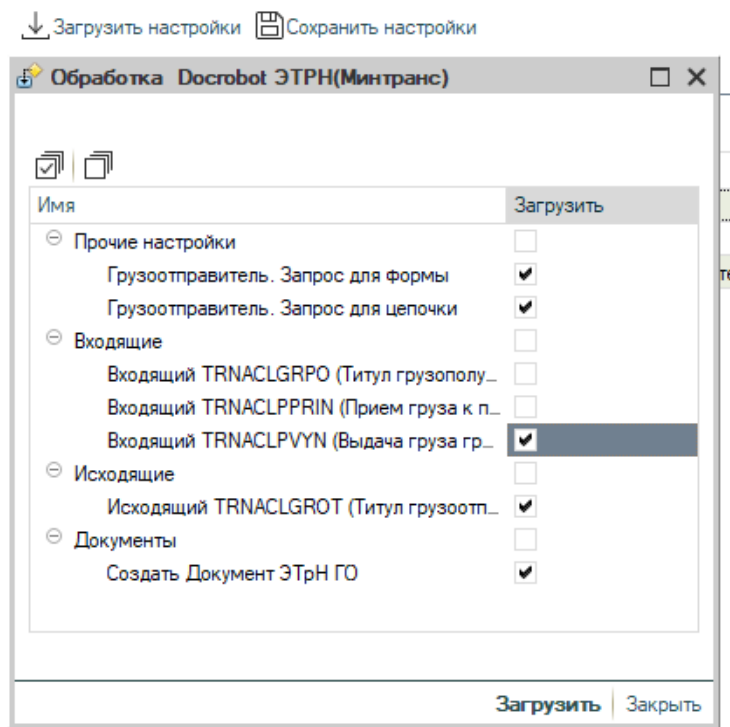 Загрузить настройки Сохранить настройки
Обработка Docrobot ЭТРН(Минтранс)
Имя Загрузить
Прочие настройки
Грузоотправитель. Запрос для формы
Грузоотправитель. Запрос для цепочки
Входящие
Входящий TRNACLGRPO (Титул грузополу...
Входящий TRNACLPPRIN (Прием груза к п...
Входящий TRNACLPVYN (Выдача груза гр...
Исходящие
Исходящий TRNACLGROT (Титул грузоотп...
Документы
Создать Документ ЭТрН ГО
Загрузить Закрыть